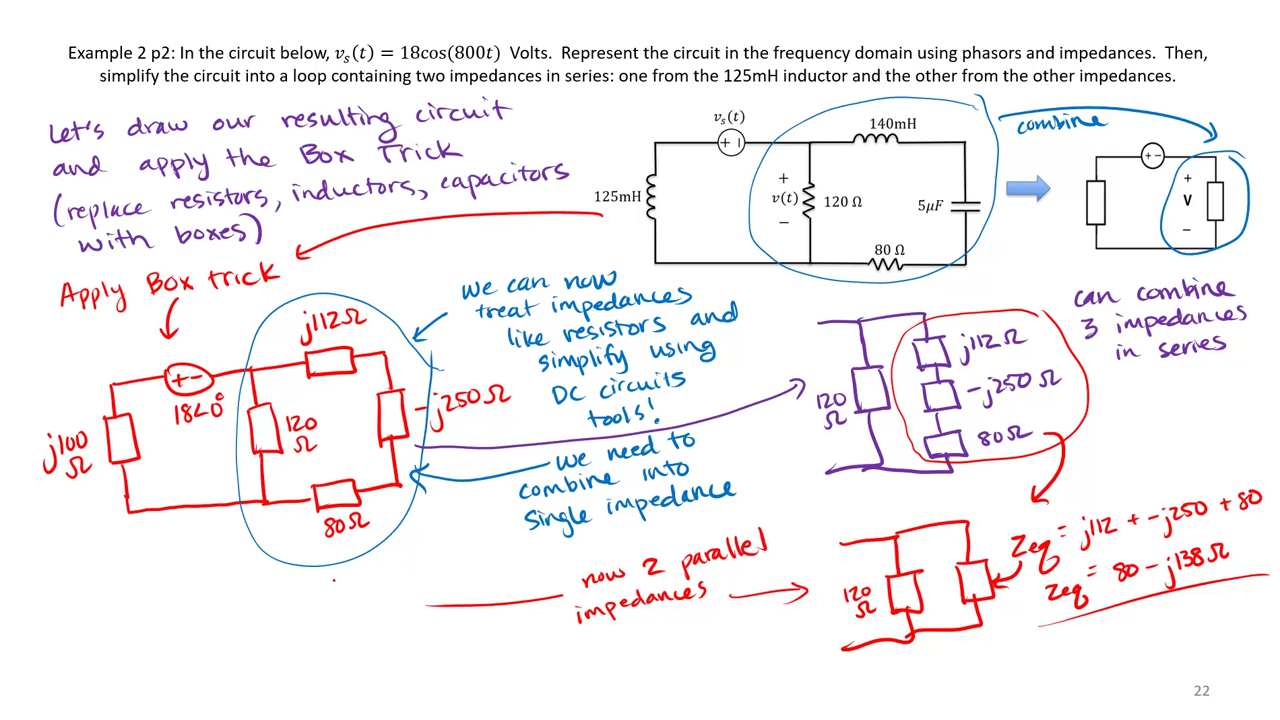 Example 2 p2: In the circuit below, v_s(t) = 18cos(800t) Volts. Represent the circuit in the frequency domain using phasors and impedances. Then,
simplify the circuit into a loop containing two impedances in series: one from the 125mH inductor and the other from the other impedances.
Let's draw our resulting circuit
and apply the Box Trick
(replace resistors, inductors, capacitors
with boxes)
Apply Box trick
v_s(t)
+ -
140mH
125mH
+
v(t)
-
120 Ω
5μF
80 Ω
combine
+ -
+
V
-
we can now
treat impedances
like resistors and
simplify using
DC circuits
tools!
we need to
combine into
single impedance
j112Ω
+ -
18∠0°
j100
Ω
120
Ω
-j250Ω
80Ω
can combine
3 impedances
in series
120
Ω
j112Ω
-j250Ω
80Ω
now 2 parallel
impedances
120
Ω
Zeq = j112 + -j250 + 80
Zeq = 80 - j138Ω
22